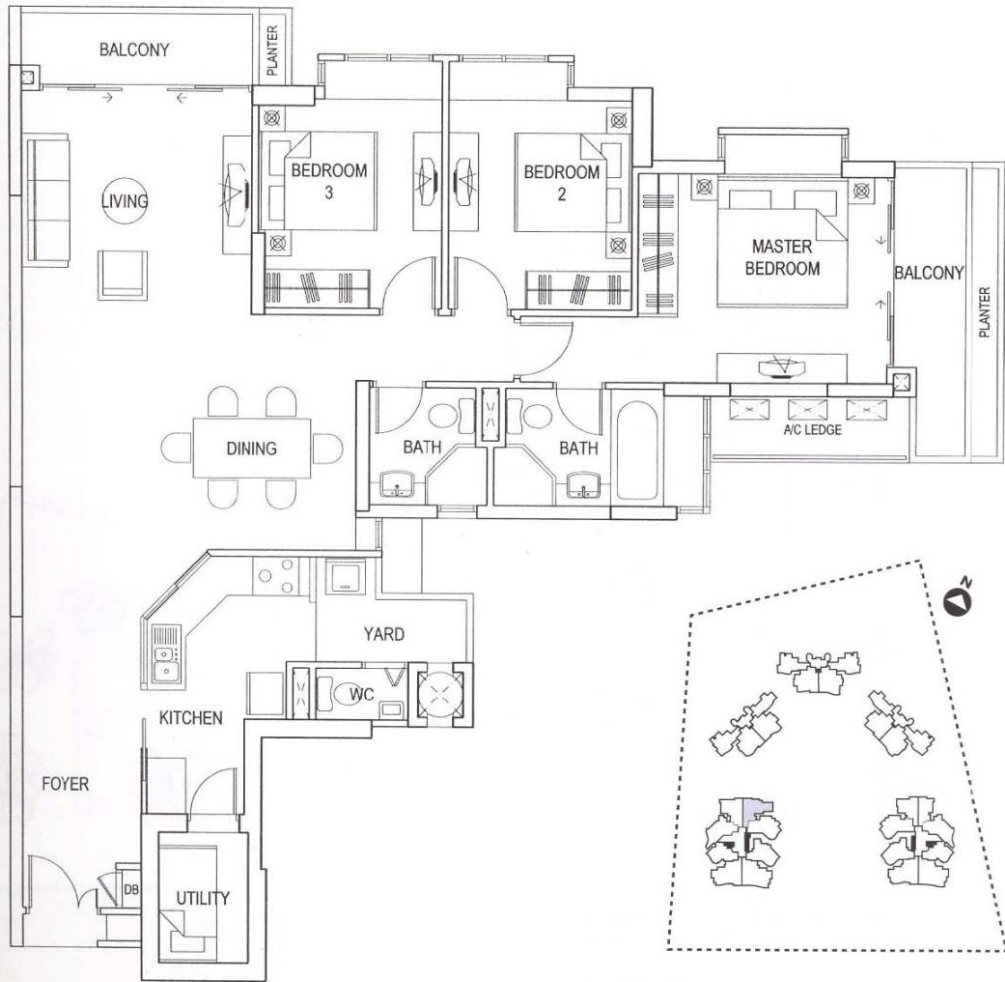 BALCONY
PLANTER
BEDROOM
3
BEDROOM
2
LIVING
MASTER
BEDROOM
BALCONY
PLANTER
A/C LEDGE
DINING
BATH
BATH
YARD
WC
KITCHEN
FOYER
DB
UTILITY
N